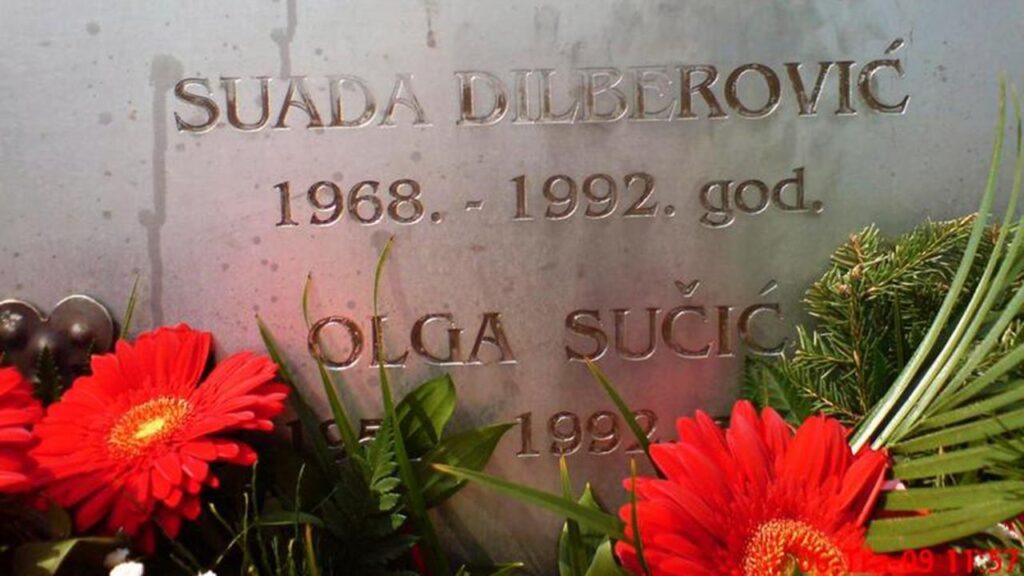 SUADA DILBEROVIĆ
1968. - 1992. god.
OLGA SUČIĆ
1992.